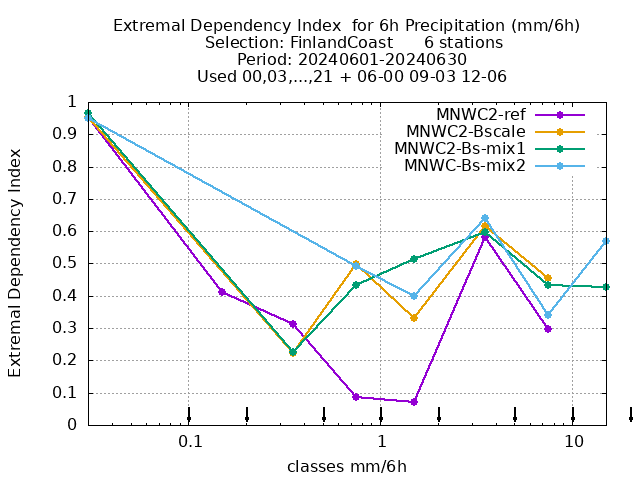 Extremal Dependency Index  for 6h Precipitation (mm/6h)
Selection: FinlandCoast      6 stations
Period: 20240601-20240630
Used 00,03,...,21 + 06-00 09-03 12-06
MNWC2-ref
MNWC2-Bscale
MNWC2-Bs-mix1
MNWC-Bs-mix2
Extremal Dependency Index
1
0.9
0.8
0.7
0.6
0.5
0.4
0.3
0.2
0.1
0
0.1
1
10
classes mm/6h